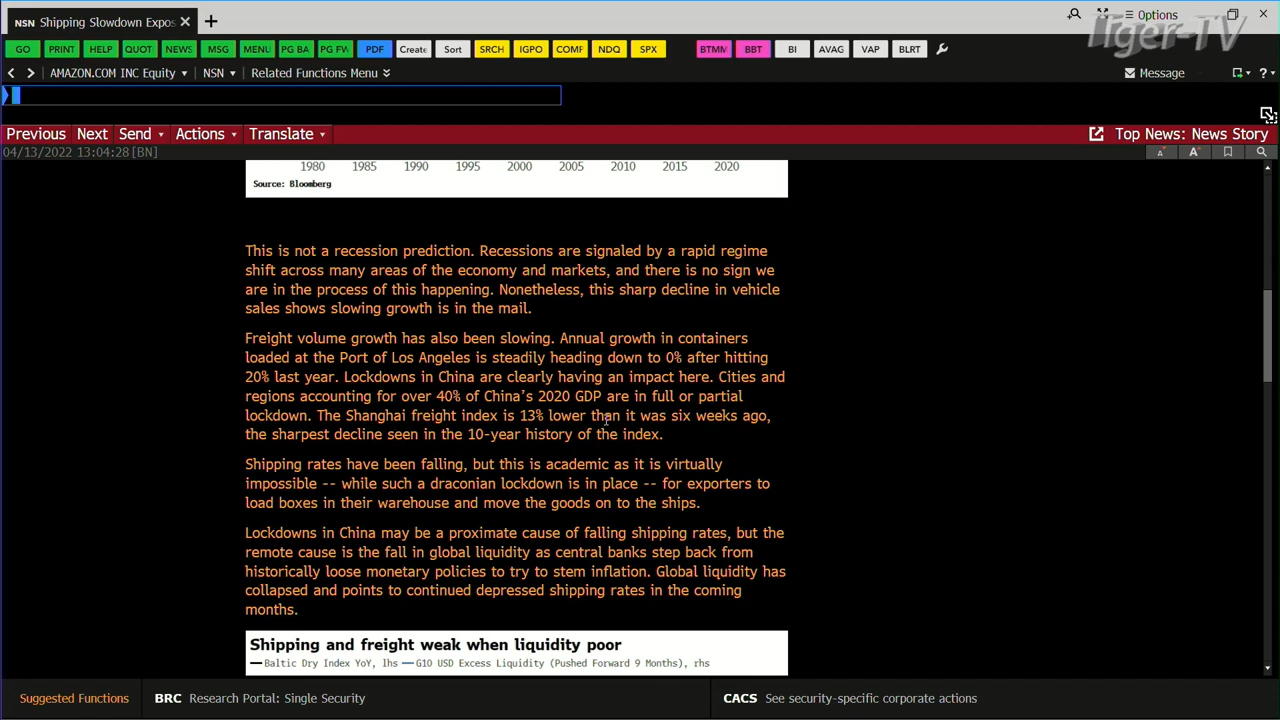 NSN Shipping Slowdown Expos
Options
Tiger-TV
GO PRINT HELP QUOT NEWS MSG MENU PG BA PG FW PDF Create Sort SRCH IGPO COMF NDQ SPX BTMM BBT BI AVAG VAP BLRT
AMAZON.COM INC Equity NSN Related Functions Menu Message ?
Previous Next Send Actions Translate Top News: News Story
04/13/2022 13:04:28[BN] A A
1980 1985 1990 1995 2000 2005 2010 2015 2020
Source: Bloomberg
This is not a recession prediction. Recessions are signaled by a rapid regime
shift across many areas of the economy and markets, and there is no sign we
are in the process of this happening. Nonetheless, this sharp decline in vehicle
sales shows slowing growth is in the mail.
Freight volume growth has also been slowing. Annual growth in containers
loaded at the Port of Los Angeles is steadily heading down to 0% after hitting
20% last year. Lockdowns in China are clearly having an impact here. Cities and
regions accounting for over 40% of China's 2020 GDP are in full or partial
lockdown. The Shanghai freight index is 13% lower than it was six weeks ago,
the sharpest decline seen in the 10-year history of the index.
Shipping rates have been falling, but this is academic as it is virtually
impossible -- while such a draconian lockdown is in place -- for exporters to
load boxes in their warehouse and move the goods on to the ships.
Lockdowns in China may be a proximate cause of falling shipping rates, but the
remote cause is the fall in global liquidity as central banks step back from
historically loose monetary policies to try to stem inflation. Global liquidity has
collapsed and points to continued depressed shipping rates in the coming
months.
Shipping and freight weak when liquidity poor
Baltic Dry Index YoY, lhs G10 USD Excess Liquidity (Pushed Forward 9 Months), rhs
Suggested Functions BRC Research Portal: Single Security CACS See security-specific corporate actions